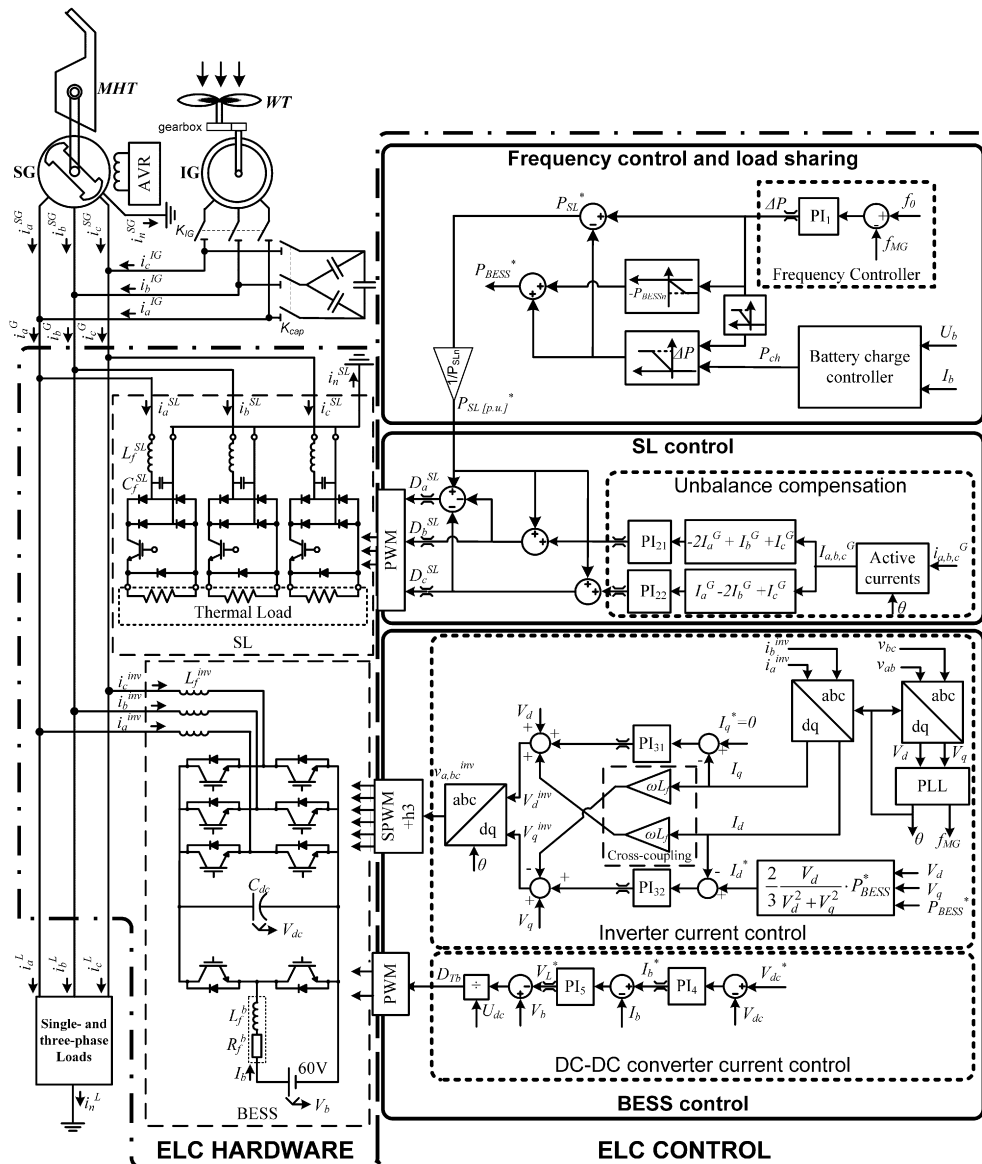 MHT
WT
gearbox
SG
AVR
IG
i_a^SG
i_b^SG
i_c^SG
i_n^SG
K_IG
i_c^IG
i_b^IG
i_a^IG
K_cap
i_a^G
i_b^G
i_c^G
i_n^SL
i_a^SL
i_b^SL
i_c^SL
L_f^SL
C_f^SL
Thermal Load
SL
i_c^inv
L_f^inv
i_b^inv
i_a^inv
C_dc
V_dc
i_a^L
i_b^L
i_c^L
Single- and
three-phase
Loads
i_n^L
L_f^b
R_f^b
I_b
60V
V_b
BESS
ELC HARDWARE
Frequency control and load sharing
P_SL^*
ΔP
PI_1
f_0
f_MG
Frequency Controller
P_BESS^*
-P_BESSn
ΔP
P_ch
Battery charge
controller
U_b
I_b
1/P_SLn
P_SL [p.u.]^*
SL control
Unbalance compensation
PWM
D_a^SL
D_b^SL
D_c^SL
PI_21
-2I_a^G + I_b^G + I_c^G
PI_22
I_a^G -2I_b^G + I_c^G
I_a,b,c^G
Active
currents
i_a,b,c^G
θ
i_b^inv
i_a^inv
v_bc
v_ab
abc
dq
abc
dq
V_d
V_q
PLL
θ
f_MG
V_d
+
+
+
PI_31
I_q^*=0
+
-
I_q
ωL_f
ωL_f
Cross-coupling
I_d
SPWM
+h3
v_a,bc^inv
abc
dq
θ
V_d^inv
V_q^inv
-
+
+
V_q
PI_32
-
+
I_d^*
2/3 V_d/(V_d^2+V_q^2) · P_BESS^*
V_d
V_q
P_BESS^*
Inverter current control
PWM
D_Tb
÷
U_dc
V_L^*
V_b
PI_5
I_b^*
I_b
PI_4
V_dc^*
V_dc
DC-DC converter current control
BESS control
ELC CONTROL